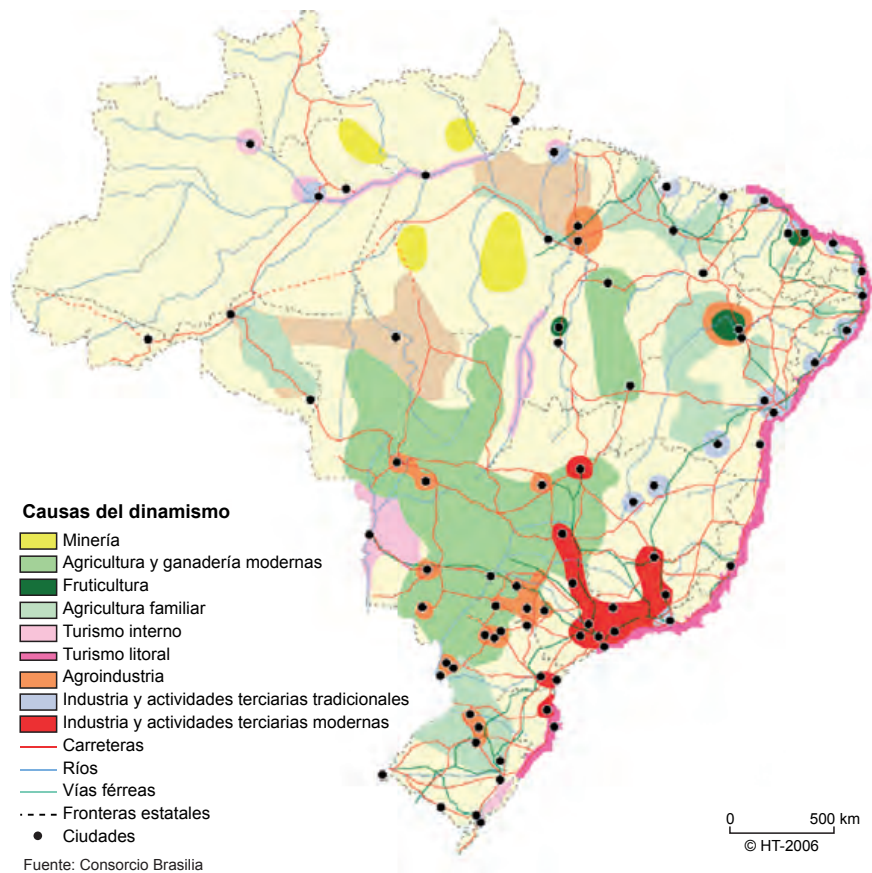 Causas del dinamismo
Minería
Agricultura y ganadería modernas
Fruticultura
Agricultura familiar
Turismo interno
Turismo litoral
Agroindustria
Industria y actividades terciarias tradicionales
Industria y actividades terciarias modernas
Carreteras
Ríos
Vías férreas
Fronteras estatales
Ciudades
Fuente: Consorcio Brasilia
0 500 km
© HT-2006